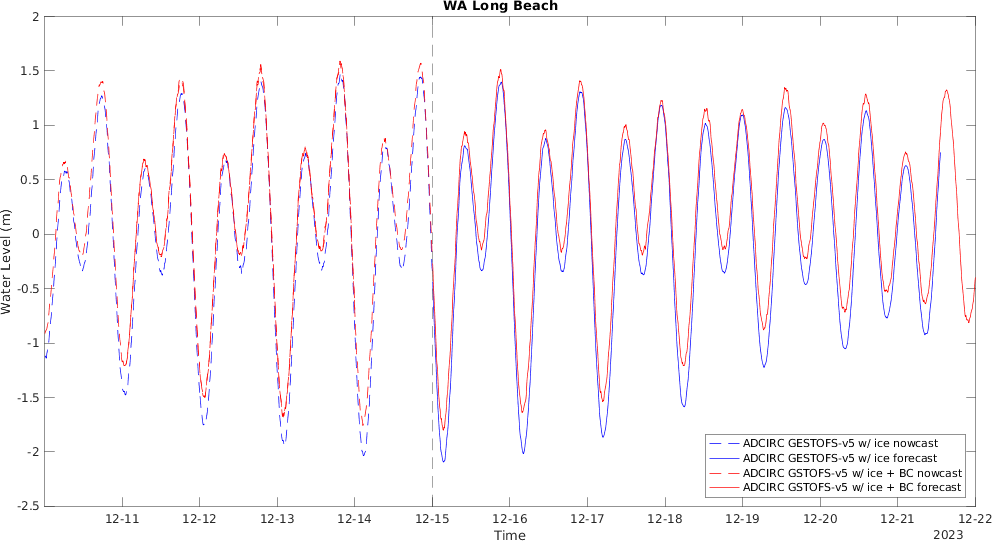 WA Long Beach
2
1.5
1
0.5
0
-0.5
-1
-1.5
-2
-2.5
Water Level (m)
12-11 12-12 12-13 12-14 12-15 12-16 12-17 12-18 12-19 12-20 12-21 12-22
Time
2023
ADCIRC GESTOFS-v5 w/ ice nowcast
ADCIRC GESTOFS-v5 w/ ice forecast
ADCIRC GSTOFS-v5 w/ ice + BC nowcast
ADCIRC GSTOFS-v5 w/ ice + BC forecast